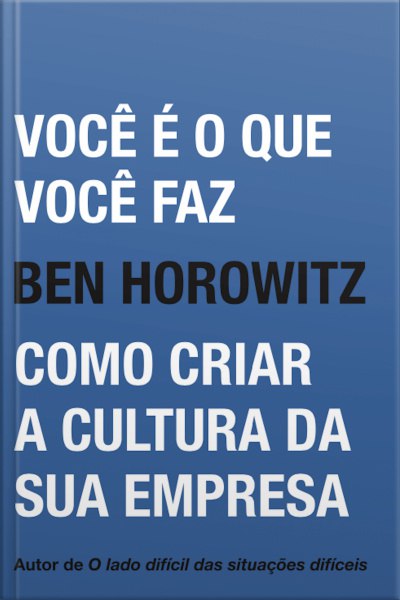 VOCÊ É O QUE
VOCÊ FAZ
BEN HOROWITZ
COMO CRIAR
A CULTURA DA
SUA EMPRESA
Autor de O lado difícil das situações difíceis